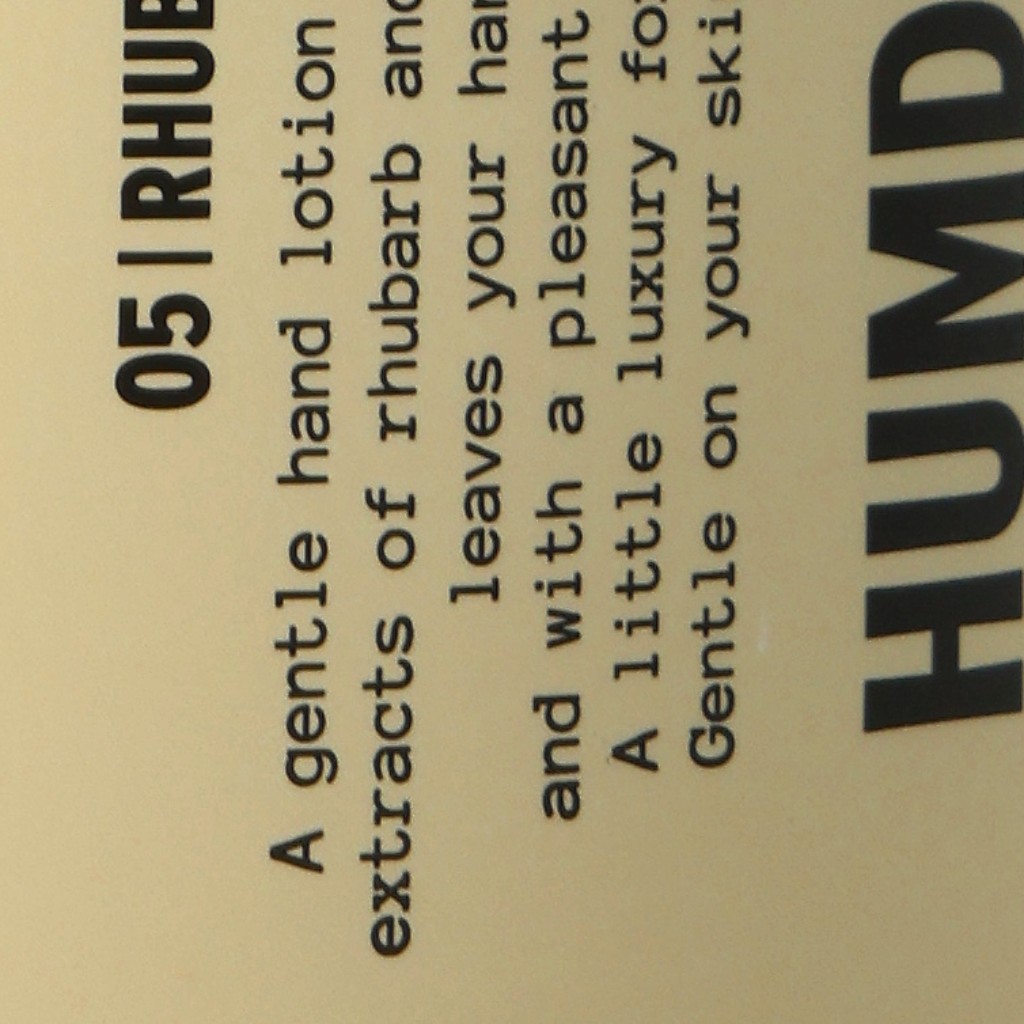 05 | RHUB
A gentle hand lotion
extracts of rhubarb and
leaves your har
and with a pleasant
A little luxury fo
Gentle on your ski
HUMD